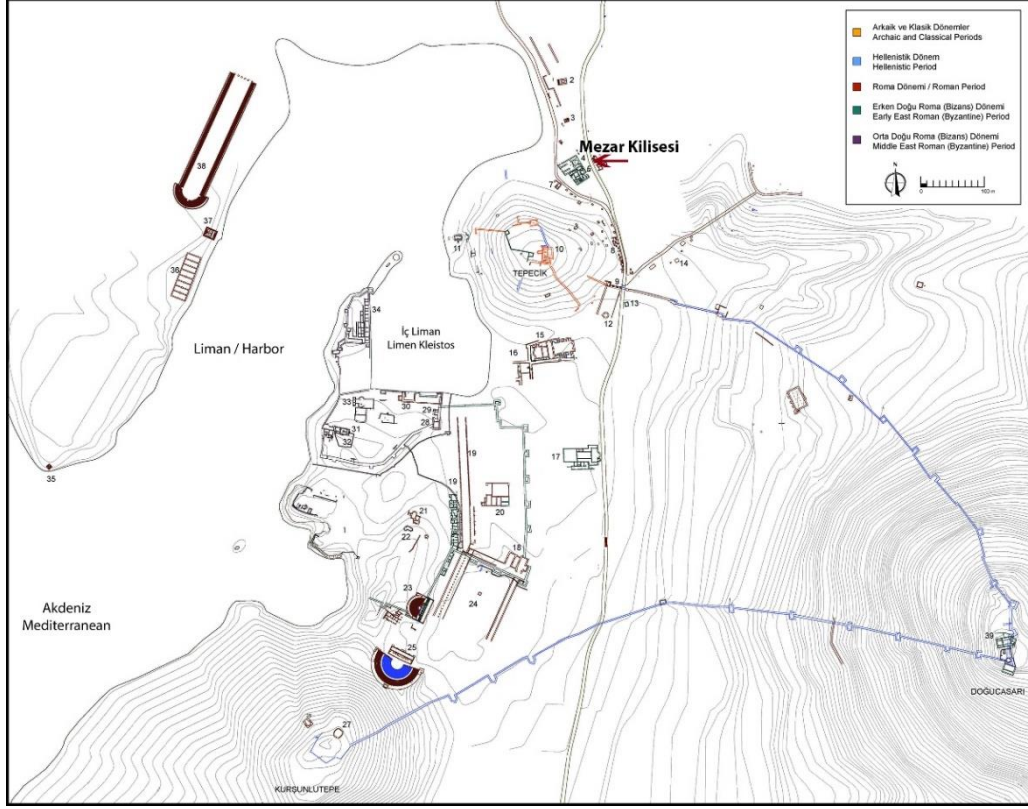 Arkaik ve Klasik Dönemler
Archaic and Classical Periods
Hellenistik Dönem
Hellenistic Period
Roma Dönemi / Roman Period
Erken Doğu Roma (Bizans) Dönemi
Early East Roman (Byzantine) Period
Orta Doğu Roma (Bizans) Dönemi
Middle East Roman (Byzantine) Period
N
0 160 m
2
3
Mezar Kilisesi
4
7
38
37
36
11
10
8
14
TEPECİK
9
13
12
34
İç Liman
Limen Kleistos
Liman / Harbor
15
16
33
30
29
28
31
32
35
17
19
19
20
21
22
18
23
24
25
Akdeniz
Mediterranean
39
DOĞUCASARI
27
KURŞUNLUTEPE